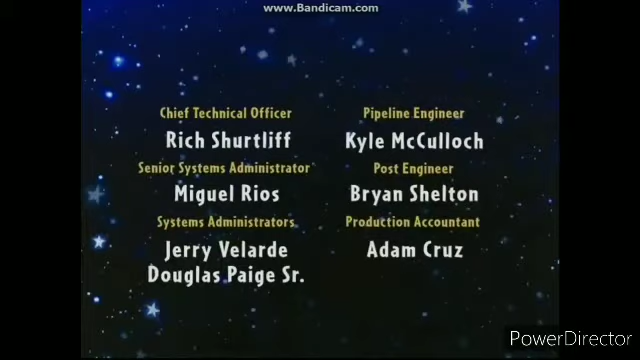 www.Bandicam.com
Chief Technical Officer
Rich Shurtliff
Senior Systems Administrator
Miguel Rios
Systems Administrators
Jerry Velarde
Douglas Paige Sr.
Pipeline Engineer
Kyle McCulloch
Post Engineer
Bryan Shelton
Production Accountant
Adam Cruz
PowerDirector